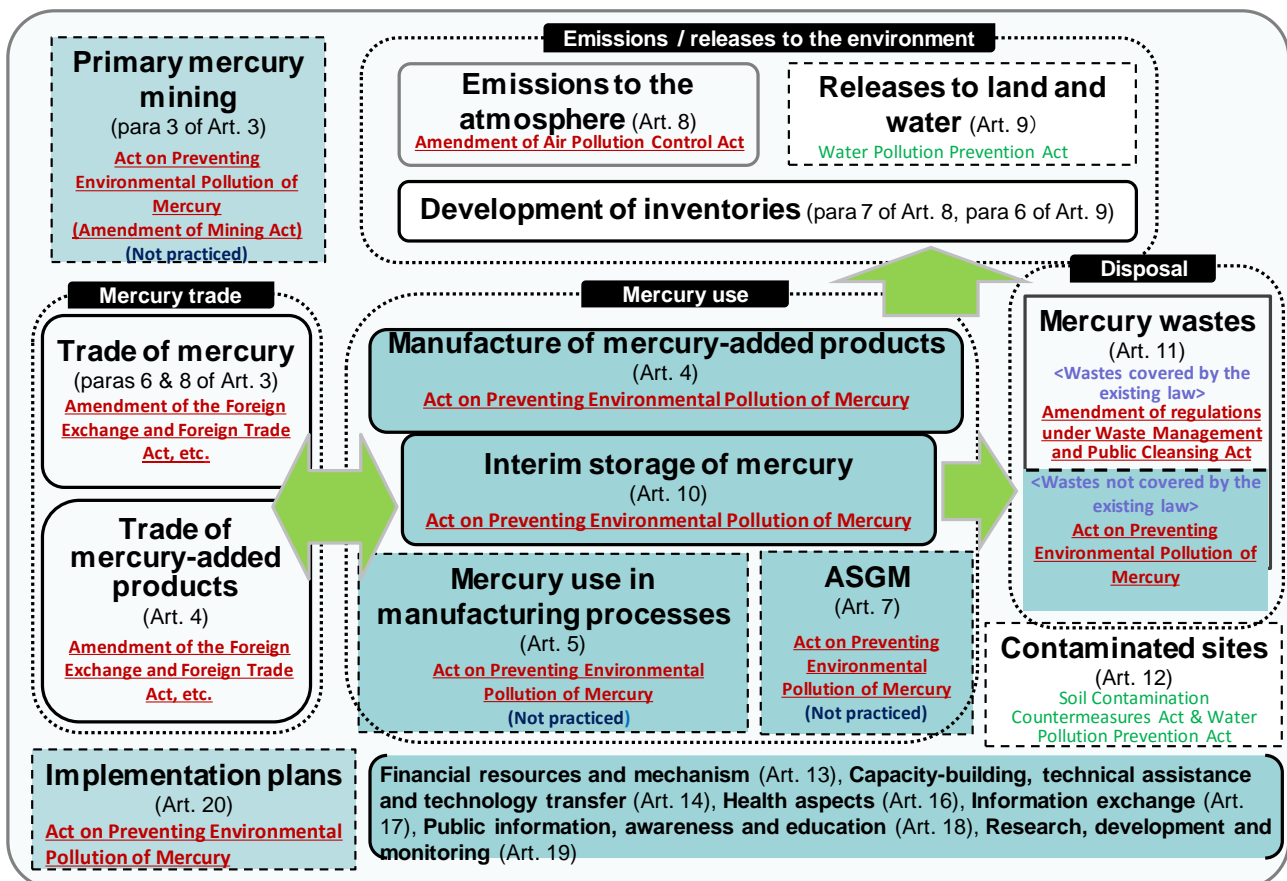 Primary mercury
mining
(para 3 of Art. 3)
Act on Preventing
Environmental Pollution of
Mercury
(Amendment of Mining Act)
(Not practiced)
Emissions / releases to the environment
Emissions to the
atmosphere (Art. 8)
Amendment of Air Pollution Control Act
Releases to land and
water (Art. 9)
Water Pollution Prevention Act
Development of inventories (para 7 of Art. 8, para 6 of Art. 9)
Mercury trade
Trade of mercury
(paras 6 & 8 of Art. 3)
Amendment of the Foreign
Exchange and Foreign Trade
Act, etc.
Trade of
mercury-added
products
(Art. 4)
Amendment of the Foreign
Exchange and Foreign Trade
Act, etc.
Mercury use
Manufacture of mercury-added products
(Art. 4)
Act on Preventing Environmental Pollution of Mercury
Interim storage of mercury
(Art. 10)
Act on Preventing Environmental Pollution of Mercury
Mercury use in
manufacturing processes
(Art. 5)
Act on Preventing Environmental
Pollution of Mercury
(Not practiced)
ASGM
(Art. 7)
Act on Preventing
Environmental
Pollution of Mercury
(Not practiced)
Disposal
Mercury wastes
(Art. 11)
<Wastes covered by the
existing law>
Amendment of regulations
under Waste Management
and Public Cleansing Act
<Wastes not covered by the
existing law>
Act on Preventing
Environmental Pollution of
Mercury
Contaminated sites
(Art. 12)
Soil Contamination
Countermeasures Act & Water
Pollution Prevention Act
Implementation plans
(Art. 20)
Act on Preventing Environmental
Pollution of Mercury
Financial resources and mechanism (Art. 13), Capacity-building, technical assistance
and technology transfer (Art. 14), Health aspects (Art. 16), Information exchange (Art.
17), Public information, awareness and education (Art. 18), Research, development and
monitoring (Art. 19)